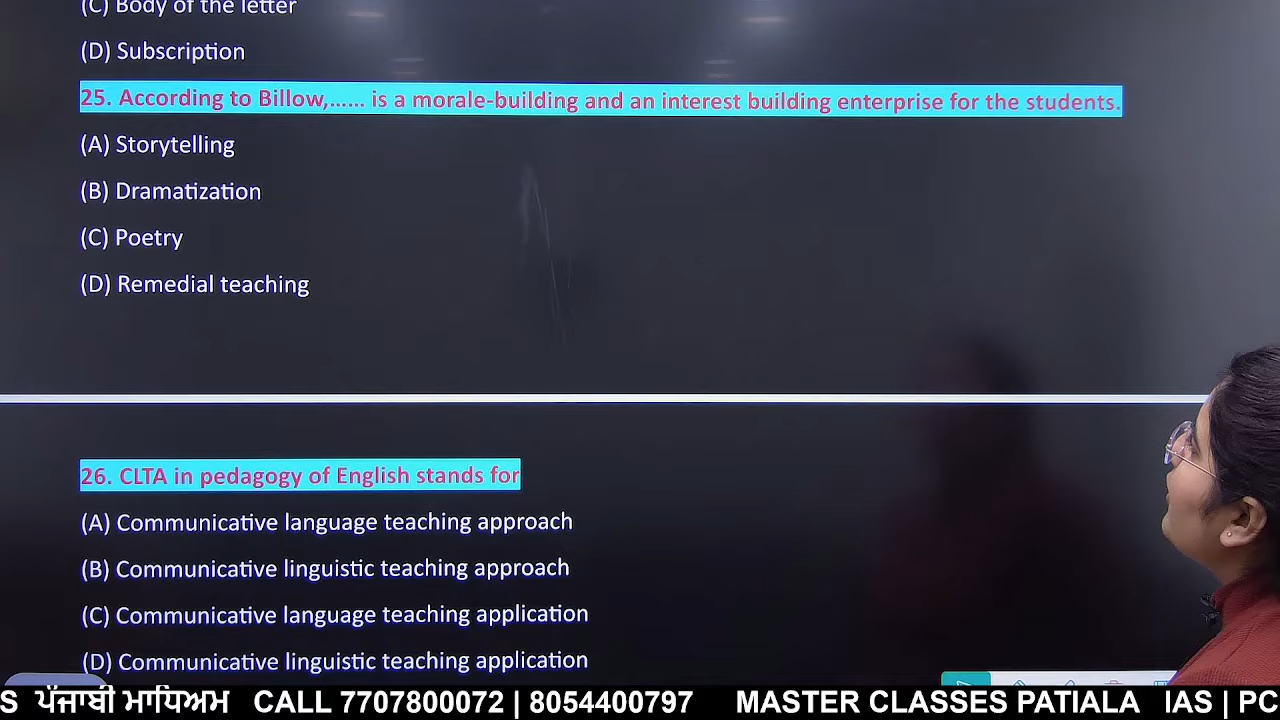 (C) Body of the letter
(D) Subscription
25. According to Billow,...... is a morale-building and an interest building enterprise for the students.
(A) Storytelling
(B) Dramatization
(C) Poetry
(D) Remedial teaching
26. CLTA in pedagogy of English stands for
(A) Communicative language teaching approach
(B) Communicative linguistic teaching approach
(C) Communicative language teaching application
(D) Communicative linguistic teaching application
S ਪੰਜਾਬੀ ਮਾਧਿਅਮ CALL 7707800072 | 8054400797 MASTER CLASSES PATIALA IAS | PC